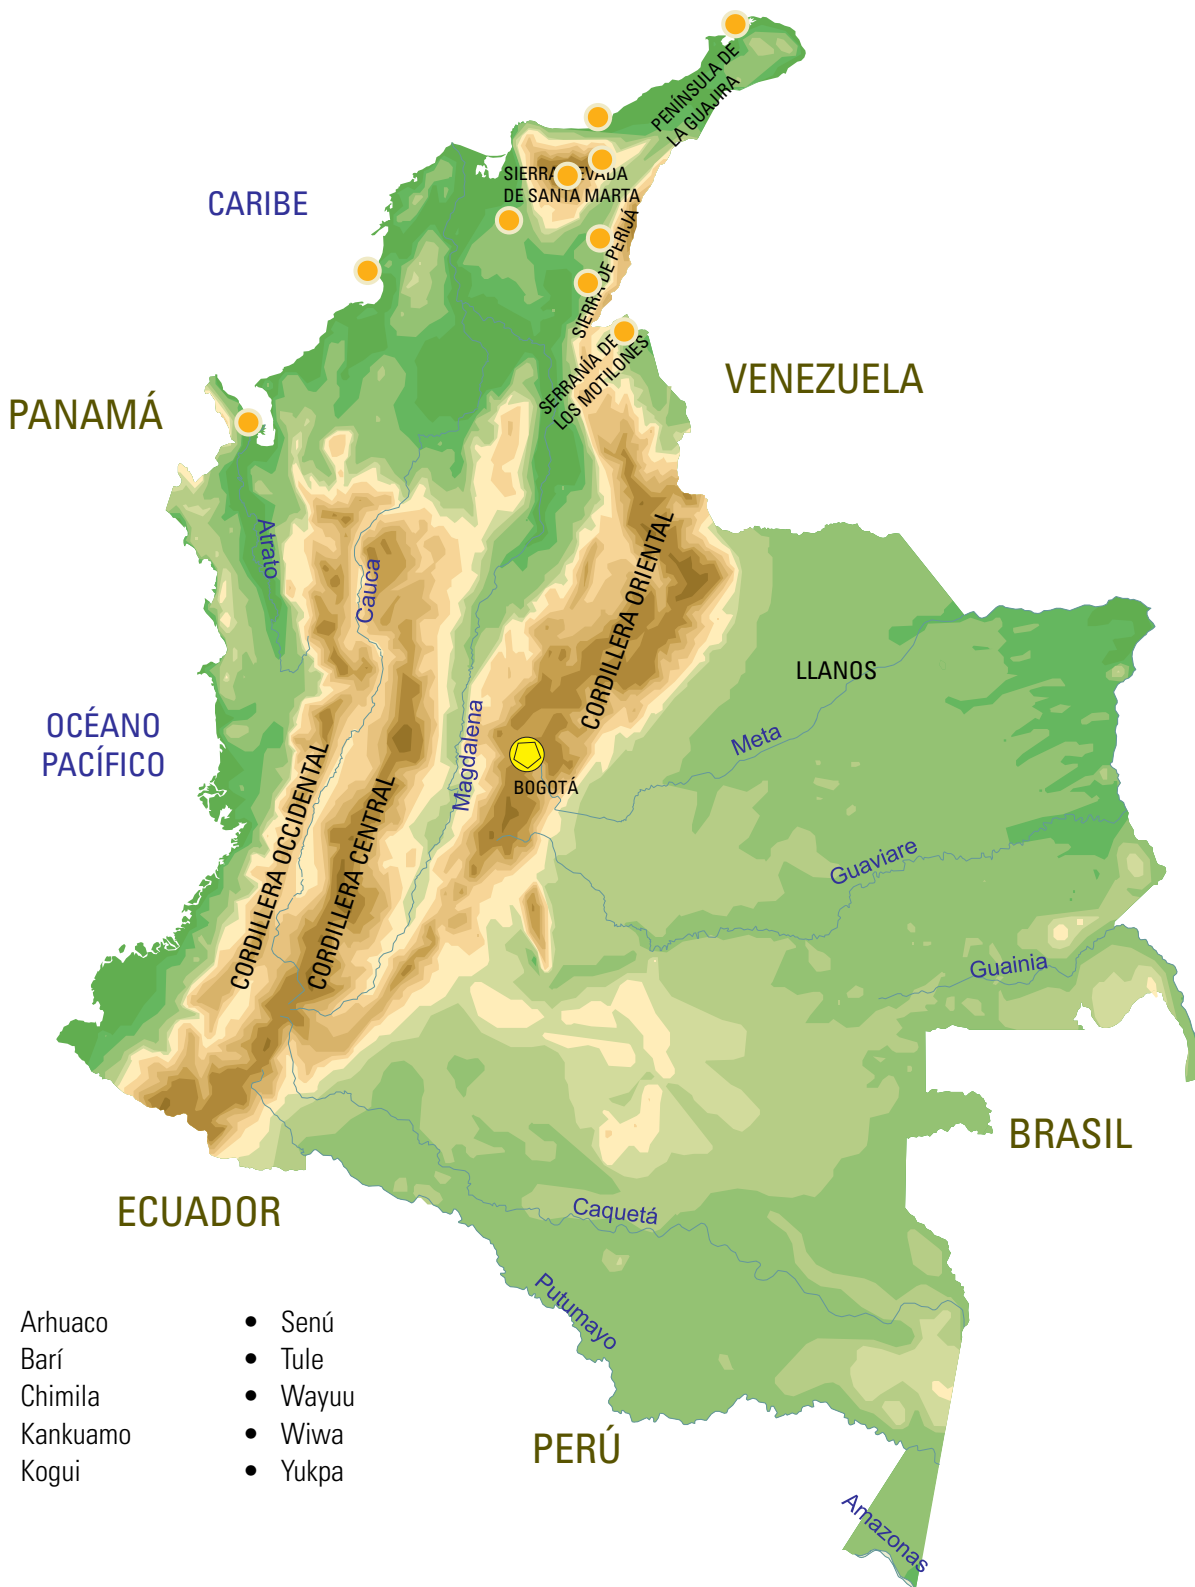 PENÍNSULA DE
LA GUAJIRA
SIERRA NEVADA
DE SANTA MARTA
CARIBE
SIERRA DE PERIJÁ
SERRANÍA DE
LOS MOTILONES
VENEZUELA
PANAMÁ
Atrato
Cauca
CORDILLERA ORIENTAL
LLANOS
OCÉANO
PACÍFICO
Magdalena
Meta
BOGOTÁ
CORDILLERA OCCIDENTAL
CORDILLERA CENTRAL
Guaviare
Guainia
BRASIL
ECUADOR
Caquetá
Putumayo
PERÚ
Amazonas
Arhuaco
Barí
Chimila
Kankuamo
Kogui
• Senú
• Tule
• Wayuu
• Wiwa
• Yukpa